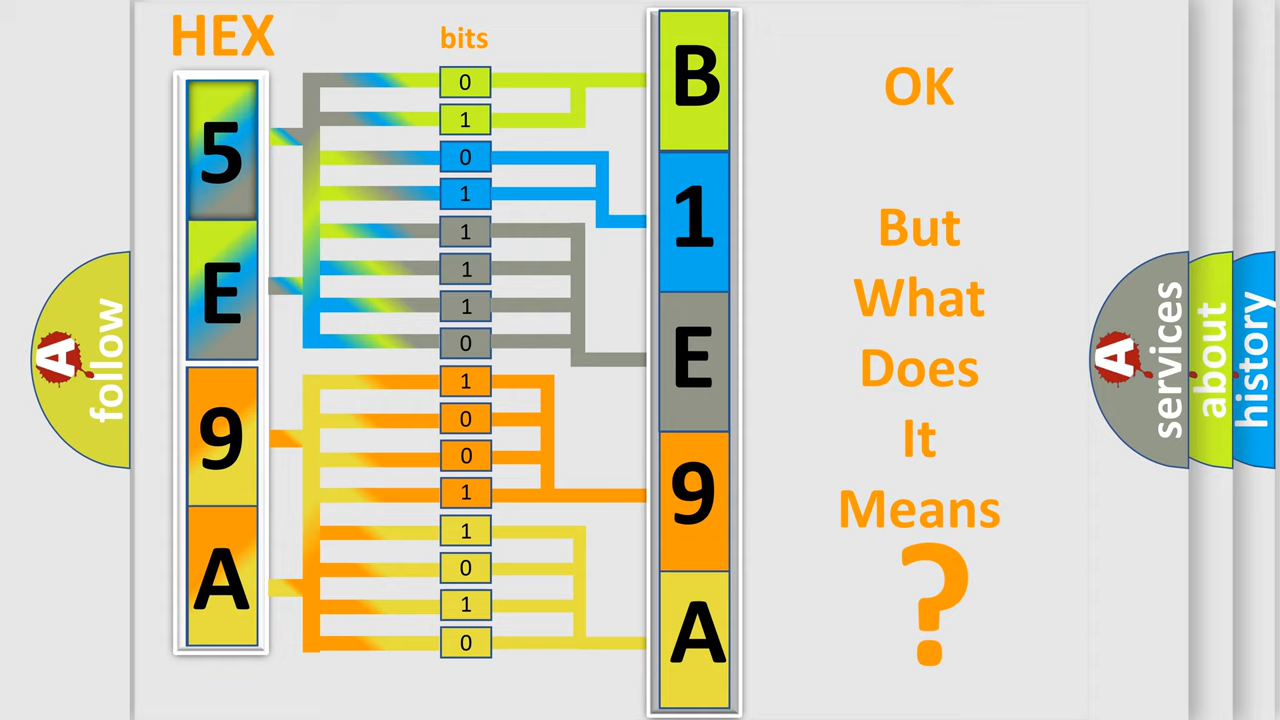 HEX
bits
5
E
9
A
0
1
0
1
1
1
1
0
1
0
0
1
1
0
1
0
B
1
E
9
A
OK
But
What
Does
It
Means
?
A
follow
A
services
about
history